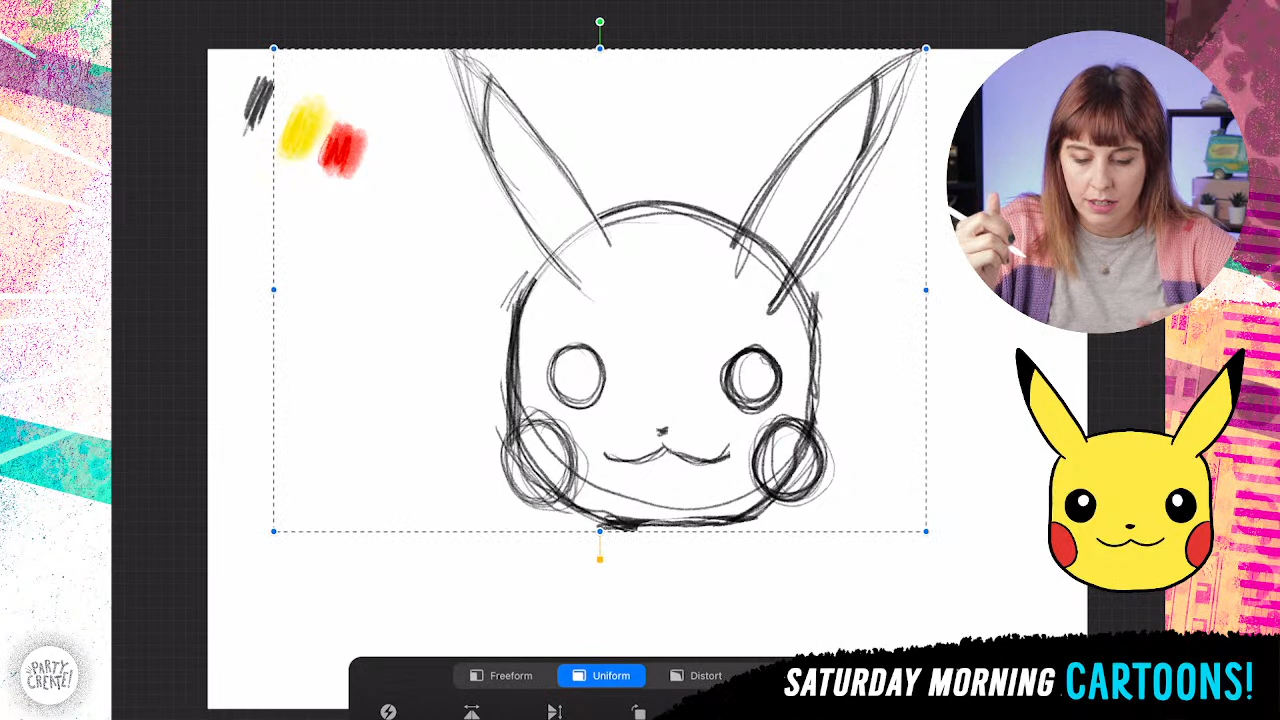 Freeform
Uniform
Distort
SATURDAY MORNING CARTOONS!
PARTY
CREATE!